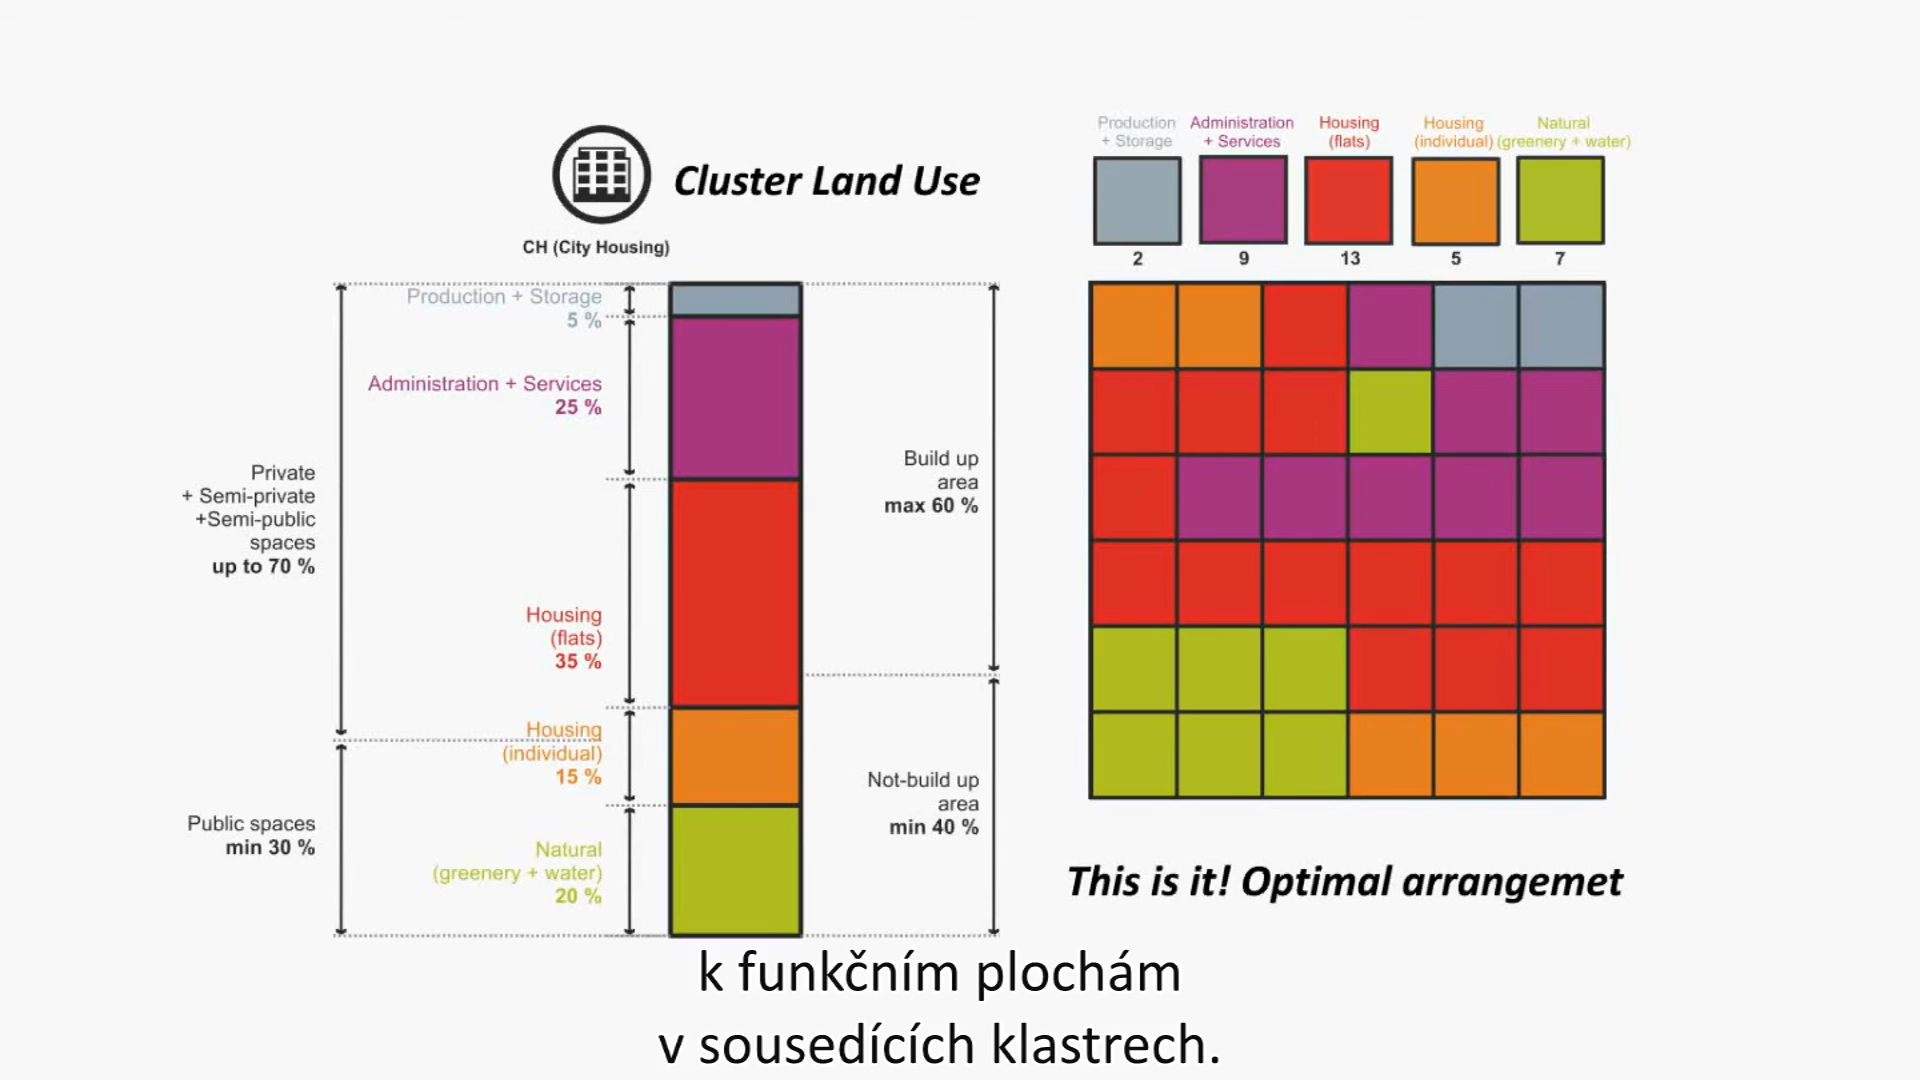 Cluster Land Use
CH (City Housing)
Production + Storage
5 %
Administration + Services
25 %
Housing
(flats)
35 %
Housing
(individual)
15 %
Natural
(greenery + water)
20 %
Private
+ Semi-private
+Semi-public
spaces
up to 70 %
Public spaces
min 30 %
Build up
area
max 60 %
Not-build up
area
min 40 %
Production
+ Storage
Administration
+ Services
Housing
(flats)
Housing
(individual)
Natural
(greenery + water)
2
9
13
5
7
This is it! Optimal arrangemet
k funkčním plochám
v sousedících klastrech.